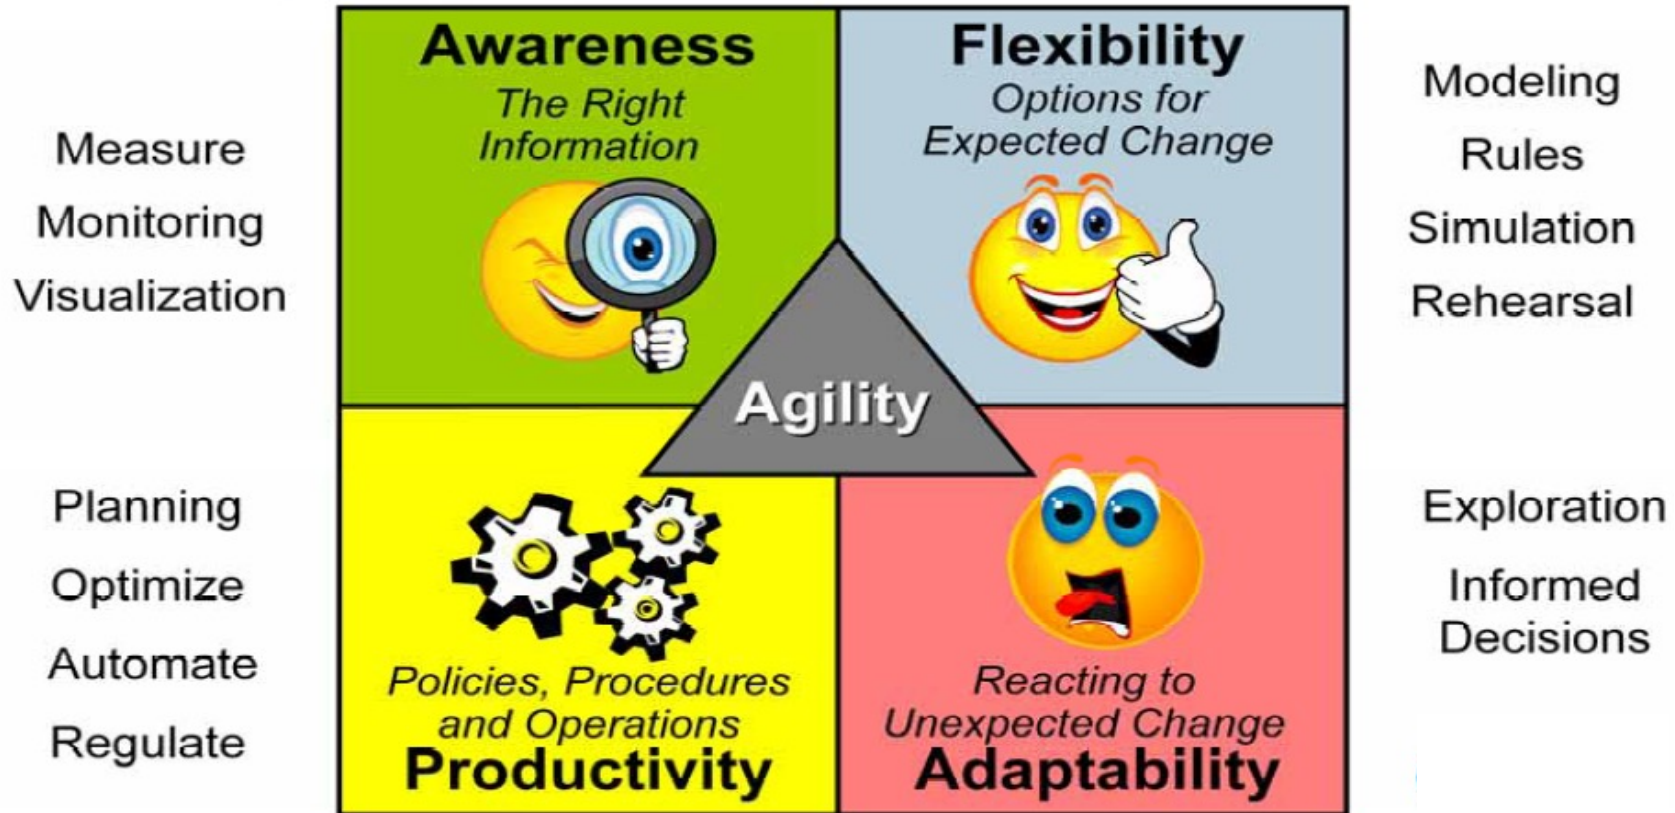 Measure
Monitoring
Visualization
Awareness
The Right
Information
Flexibility
Options for
Expected Change
Modeling
Rules
Simulation
Rehearsal
Agility
Planning
Optimize
Automate
Regulate
Policies, Procedures
and Operations
Productivity
Reacting to
Unexpected Change
Adaptability
Exploration
Informed
Decisions